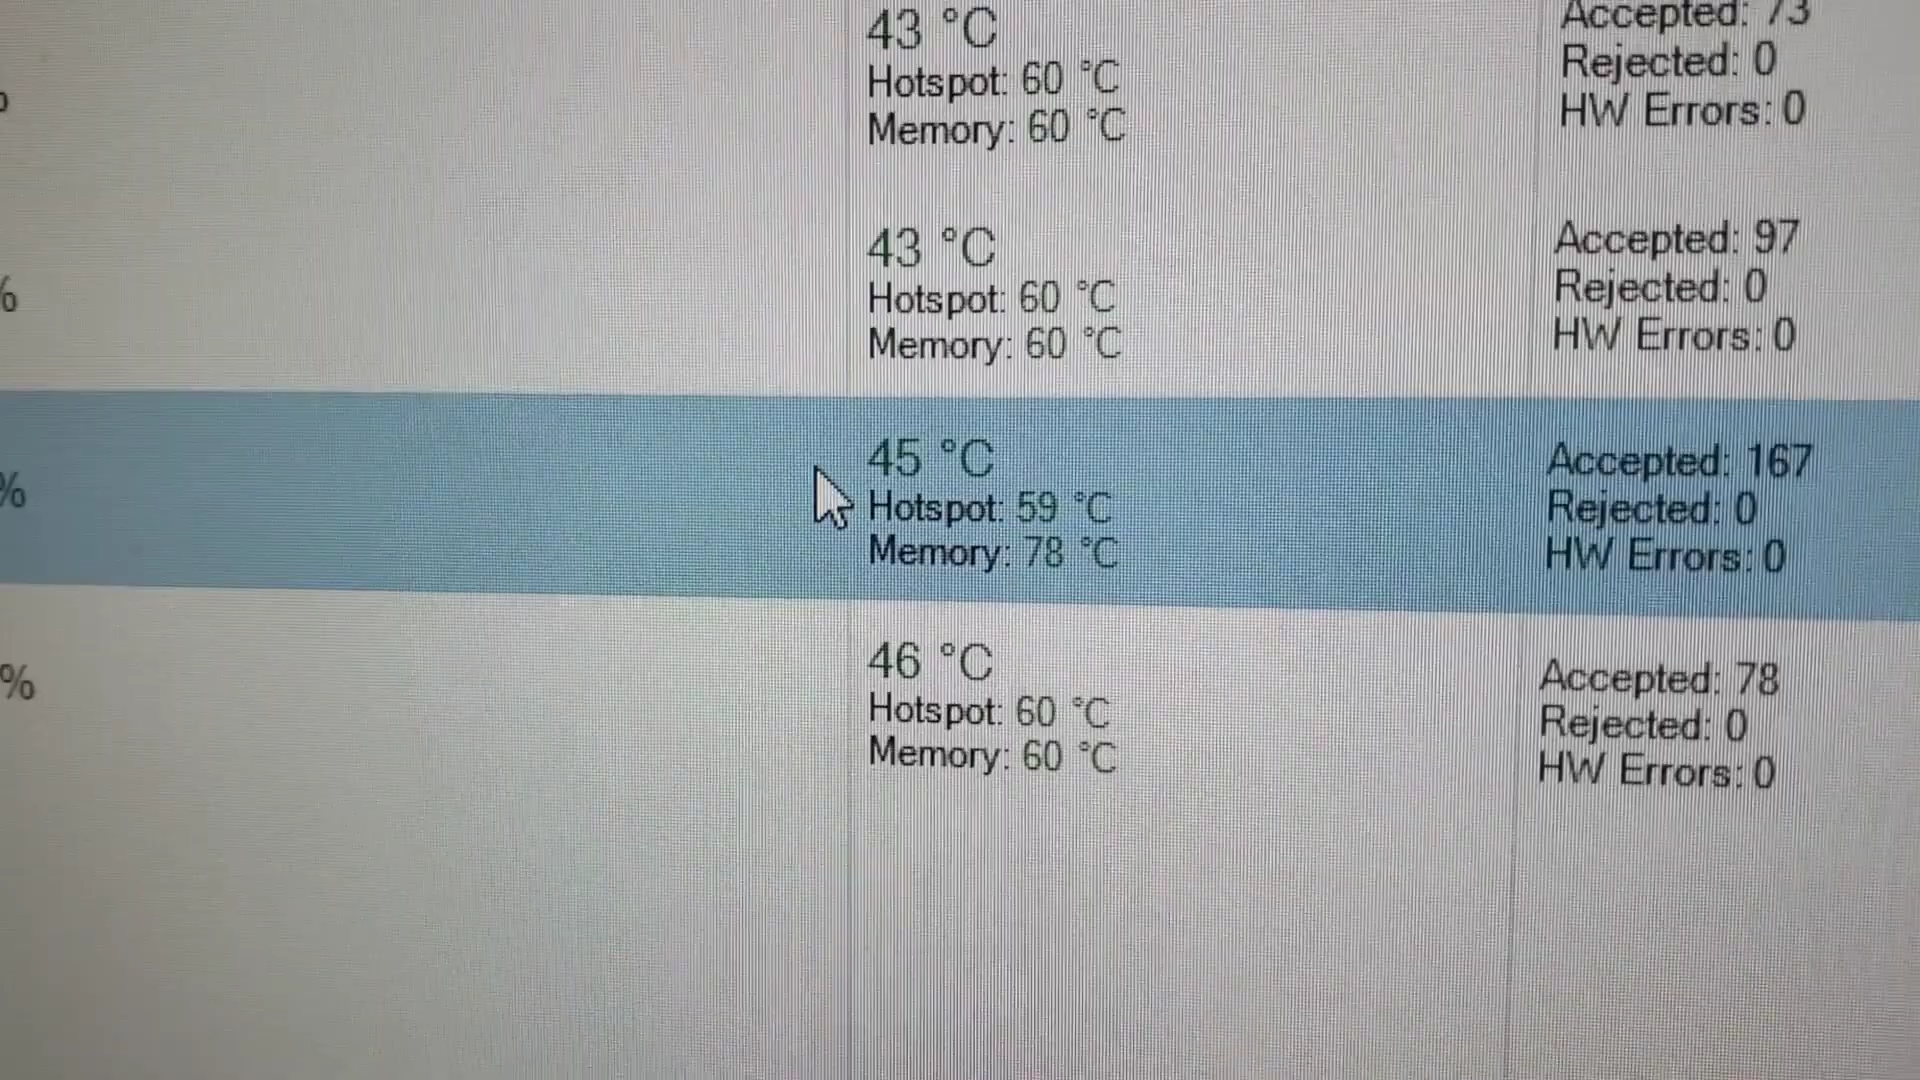 43 °C
Hotspot: 60 °C
Memory: 60 °C
Accepted: 73
Rejected: 0
HW Errors: 0
%
43 °C
Hotspot: 60 °C
Memory: 60 °C
Accepted: 97
Rejected: 0
HW Errors: 0
%
45 °C
Hotspot: 59 °C
Memory: 78 °C
Accepted: 167
Rejected: 0
HW Errors: 0
%
46 °C
Hotspot: 60 °C
Memory: 60 °C
Accepted: 78
Rejected: 0
HW Errors: 0